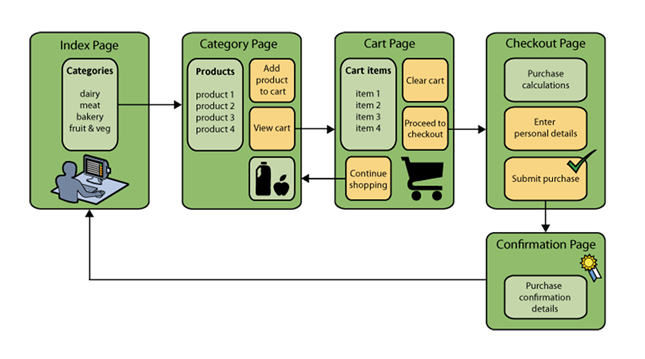 Index Page
Categories
dairy
meat
bakery
fruit & veg
Category Page
Products
product 1
product 2
product 3
product 4
Add
product
to cart
View cart
Cart Page
Cart items
item 1
item 2
item 3
item 4
Clear cart
Proceed to
checkout
Continue
shopping
Checkout Page
Purchase
calculations
Enter
personal details
Submit purchase
Confirmation Page
Purchase
confirmation
details